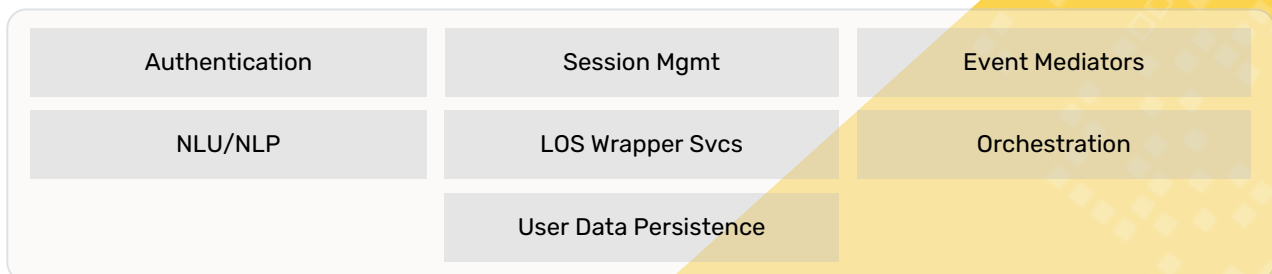 Authentication
Session Mgmt
Event Mediators
NLU/NLP
LOS Wrapper Svcs
Orchestration
User Data Persistence